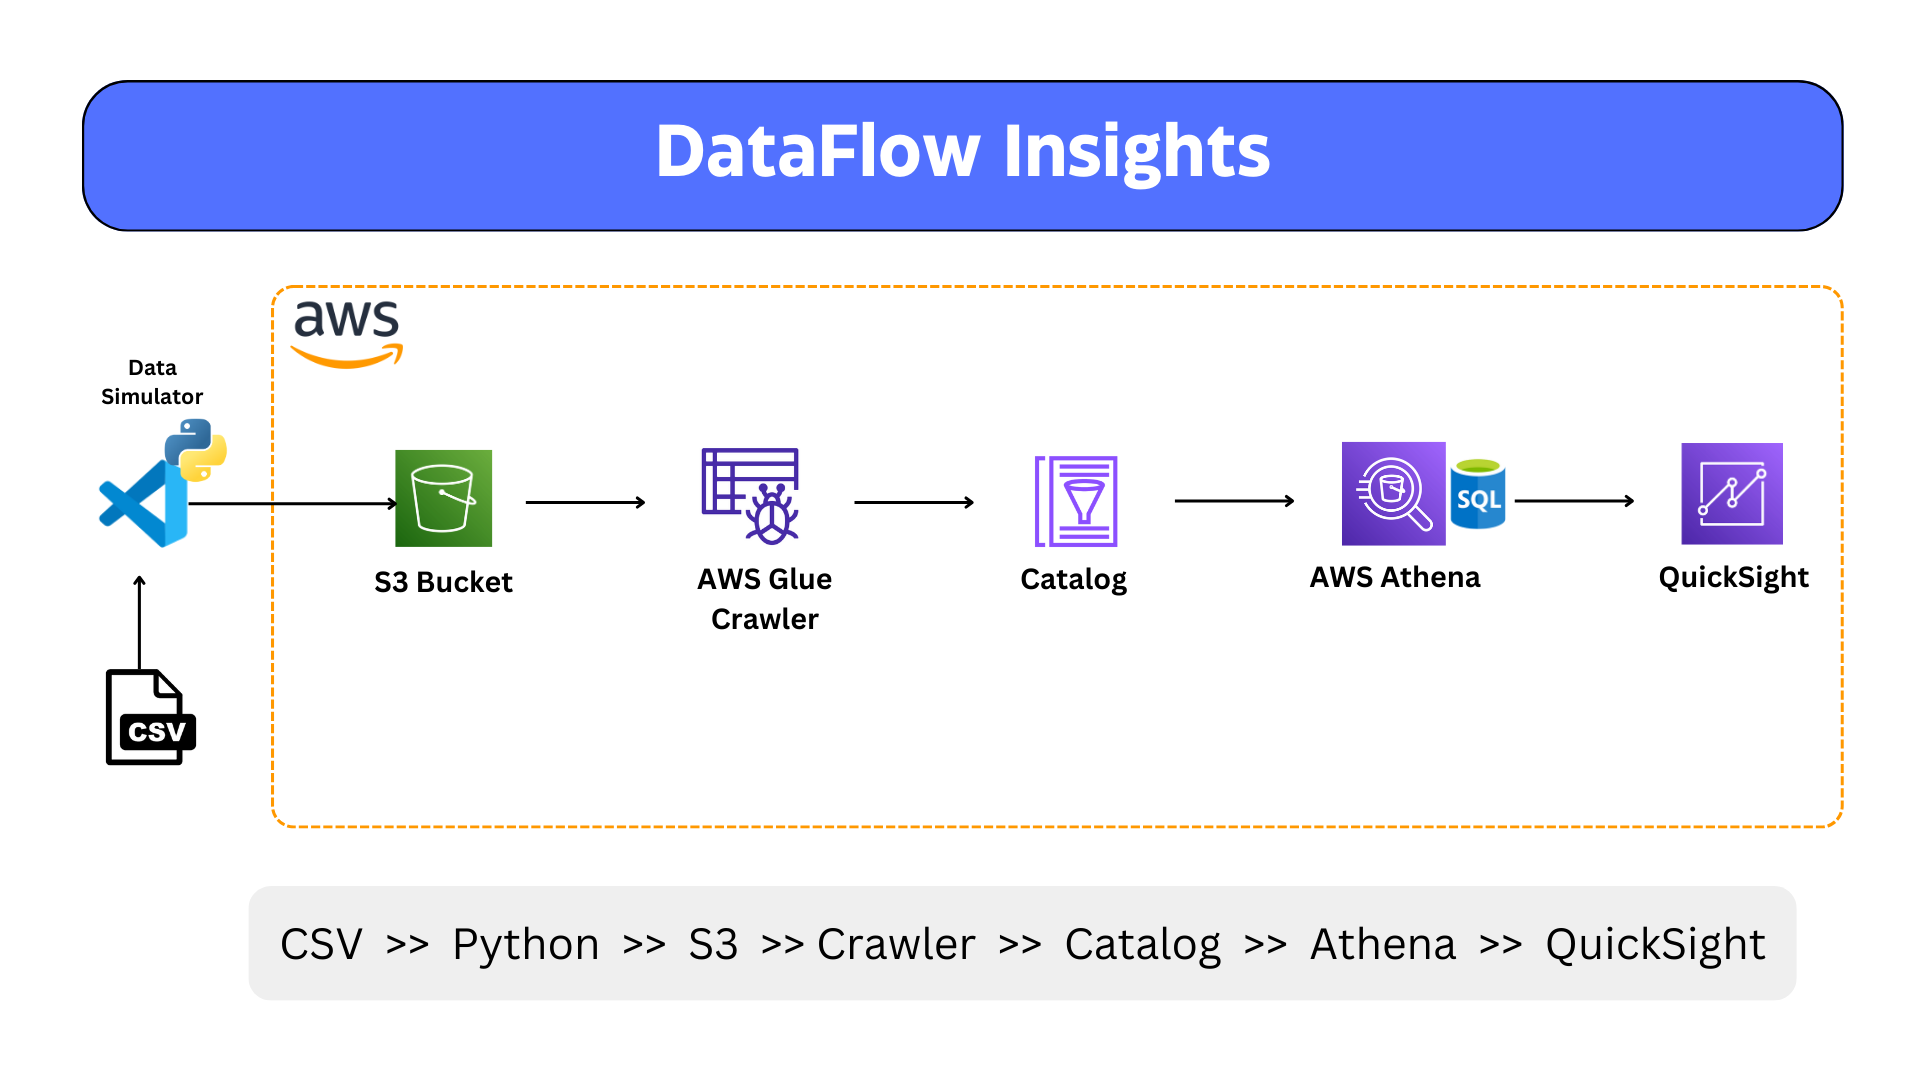 DataFlow Insights
aws
Data
Simulator
SQL
S3 Bucket
AWS Glue
Crawler
Catalog
AWS Athena
QuickSight
CSV
CSV >> Python >> S3 >> Crawler >> Catalog >> Athena >> QuickSight